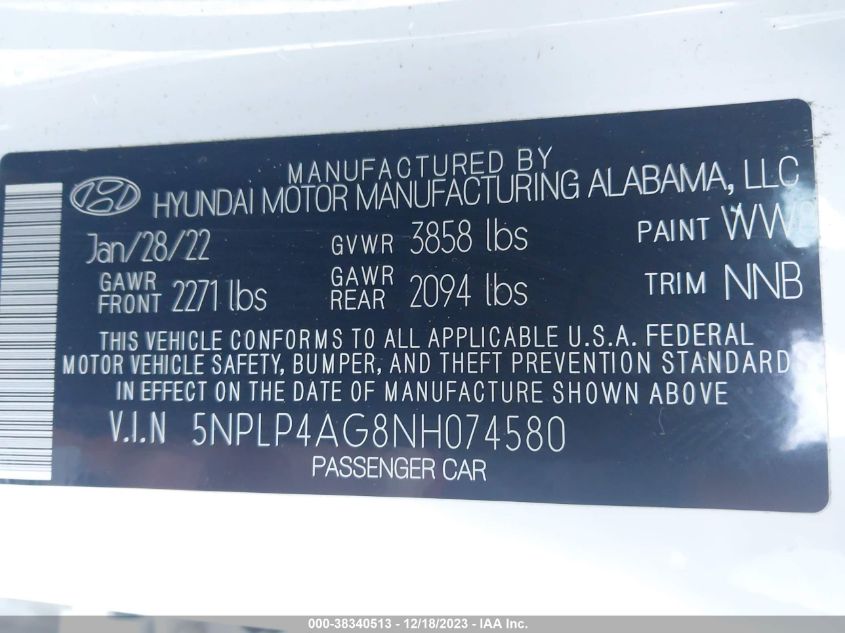 MANUFACTURED BY
HYUNDAI MOTOR MANUFACTURING ALABAMA, LLC
Jan/28/22 GVWR 3858 lbs PAINT
GAWR FRONT 2271 lbs GAWR REAR 2094 lbs TRIM NNB
THIS VEHICLE CONFORMS TO ALL APPLICABLE U.S.A. FEDERAL
MOTOR VEHICLE SAFETY, BUMPER, AND THEFT PREVENTION STANDARDS
IN EFFECT ON THE DATE OF MANUFACTURE SHOWN ABOVE
V.I.N 5NPLP4AG8NH074580
PASSENGER CAR
000-38340513 - 12/18/2023 - IAA Inc.